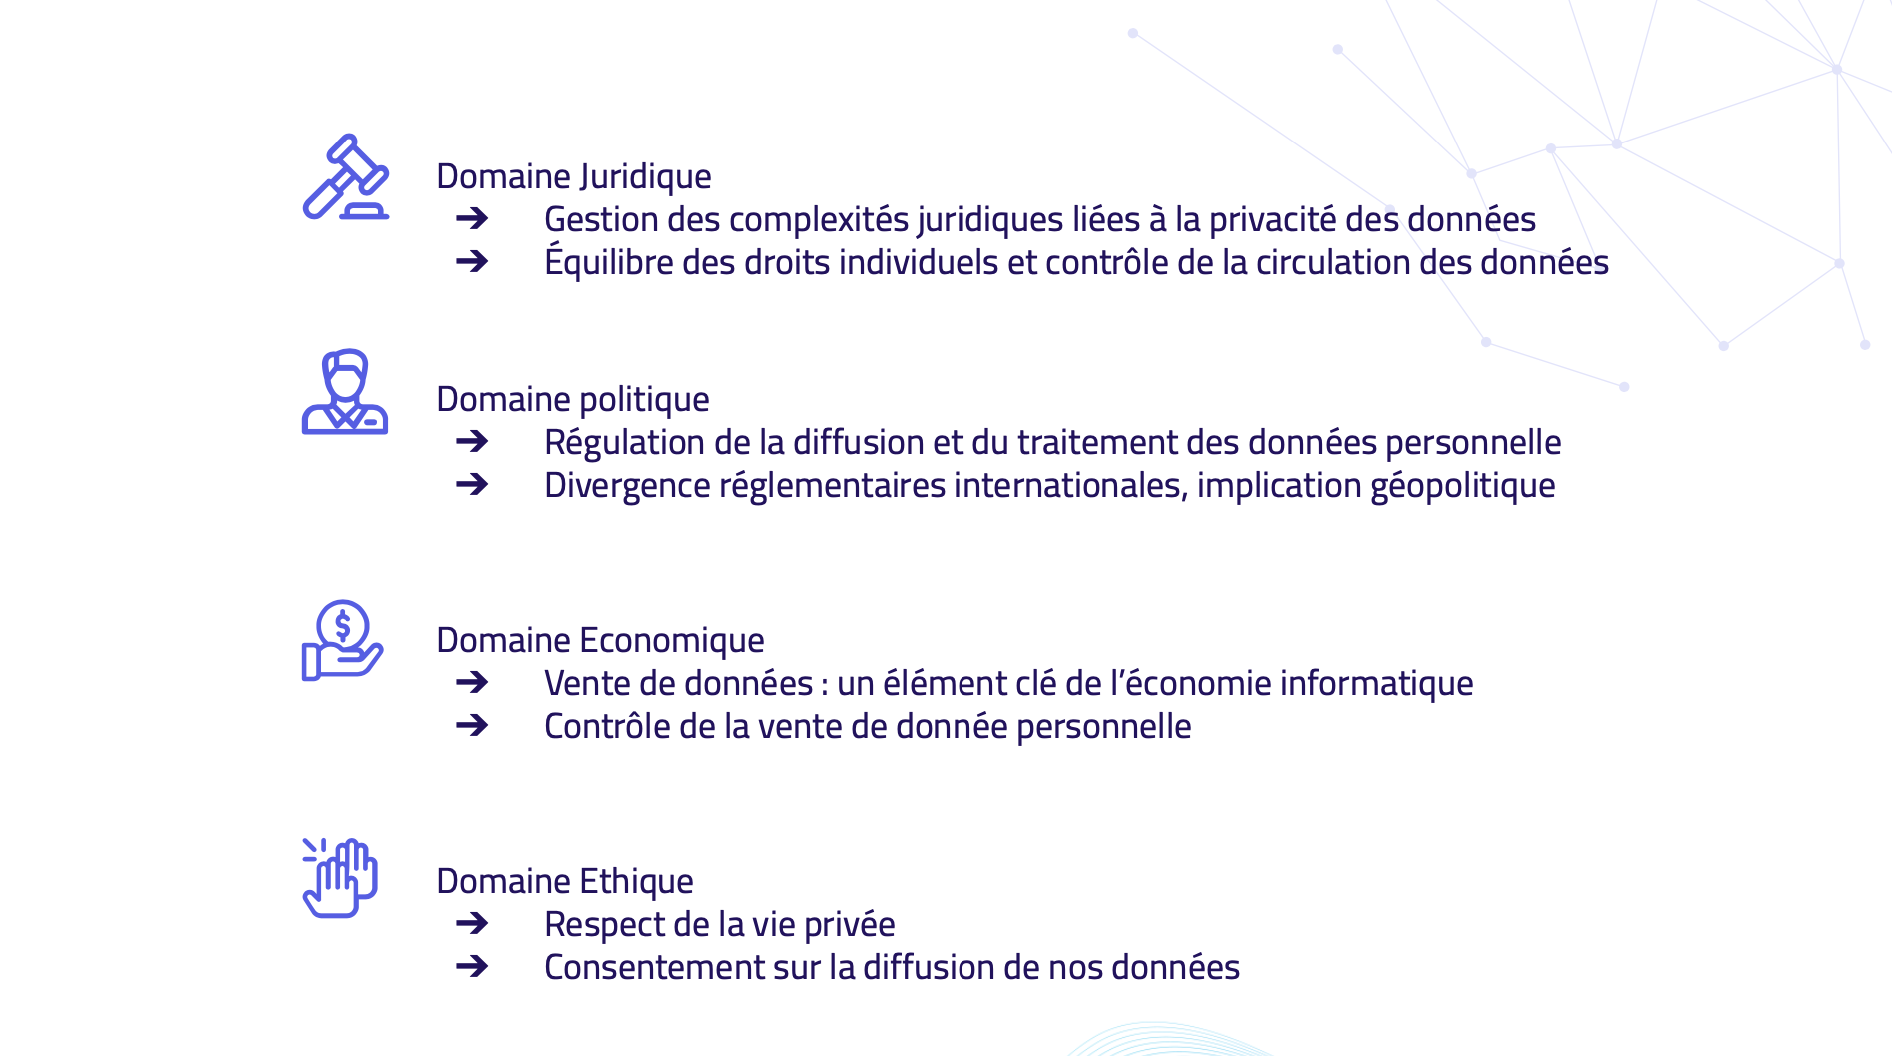 Domaine Juridique
➔ Gestion des complexités juridiques liées à la privacité des données
➔ Équilibre des droits individuels et contrôle de la circulation des données
Domaine politique
➔ Régulation de la diffusion et du traitement des données personnelle
➔ Divergence réglementaires internationales, implication géopolitique
Domaine Economique
➔ Vente de données : un élément clé de l’économie informatique
➔ Contrôle de la vente de donnée personnelle
Domaine Ethique
➔ Respect de la vie privée
➔ Consentement sur la diffusion de nos données